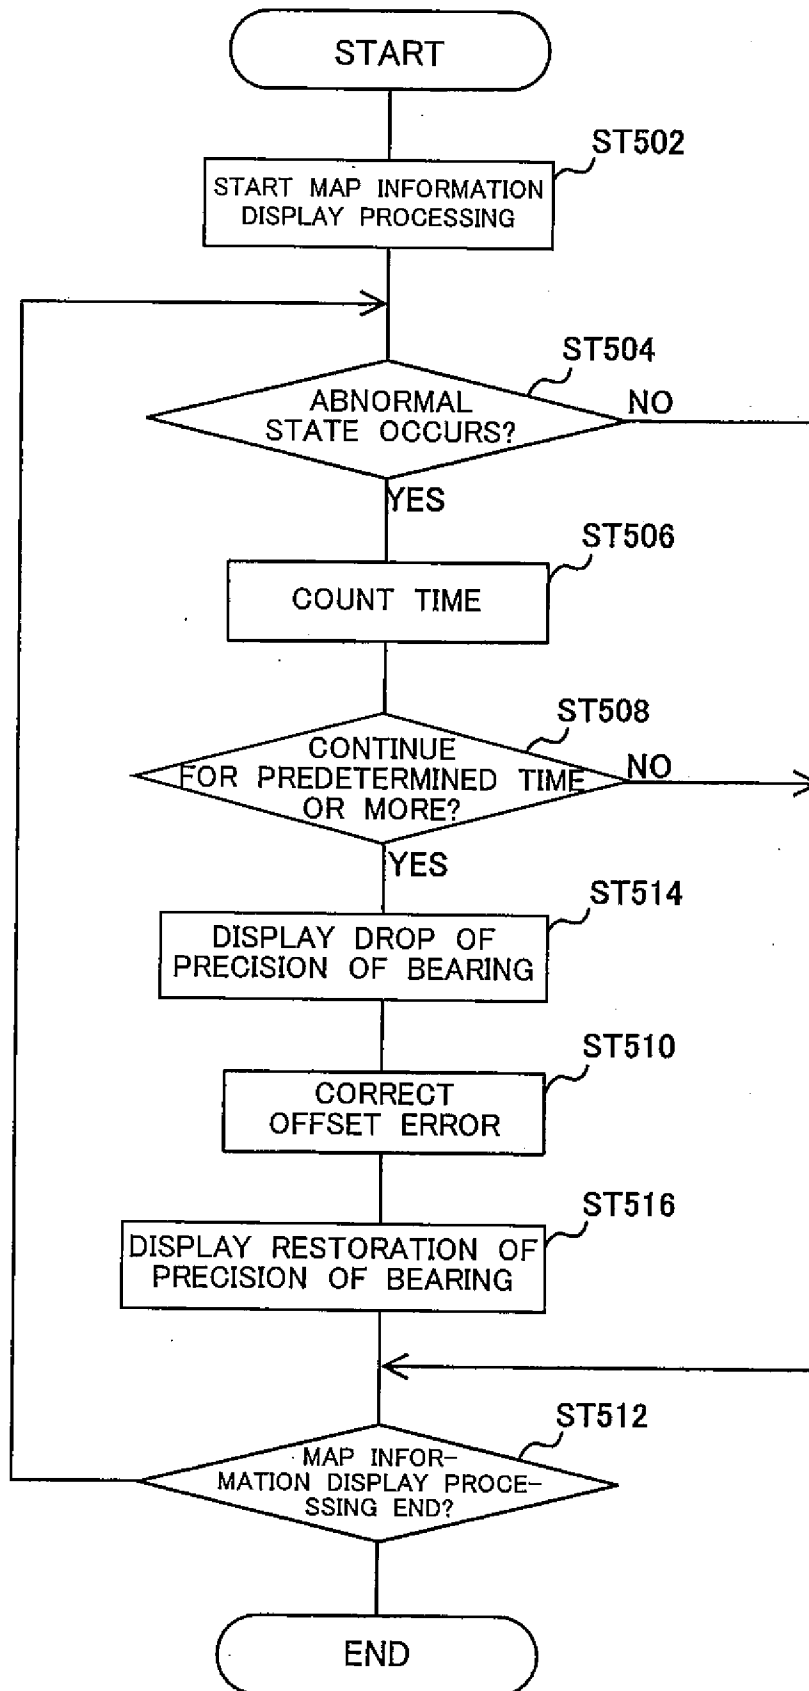 START
ST502
START MAP INFORMATION
DISPLAY PROCESSING
ST504
ABNORMAL
STATE OCCURS?
NO
YES
ST506
COUNT TIME
ST508
CONTINUE
FOR PREDETERMINED TIME
OR MORE?
NO
YES
ST514
DISPLAY DROP OF
PRECISION OF BEARING
ST510
CORRECT
OFFSET ERROR
ST516
DISPLAY RESTORATION OF
PRECISION OF BEARING
ST512
MAP INFOR-
MATION DISPLAY PROCE-
SSING END?
END